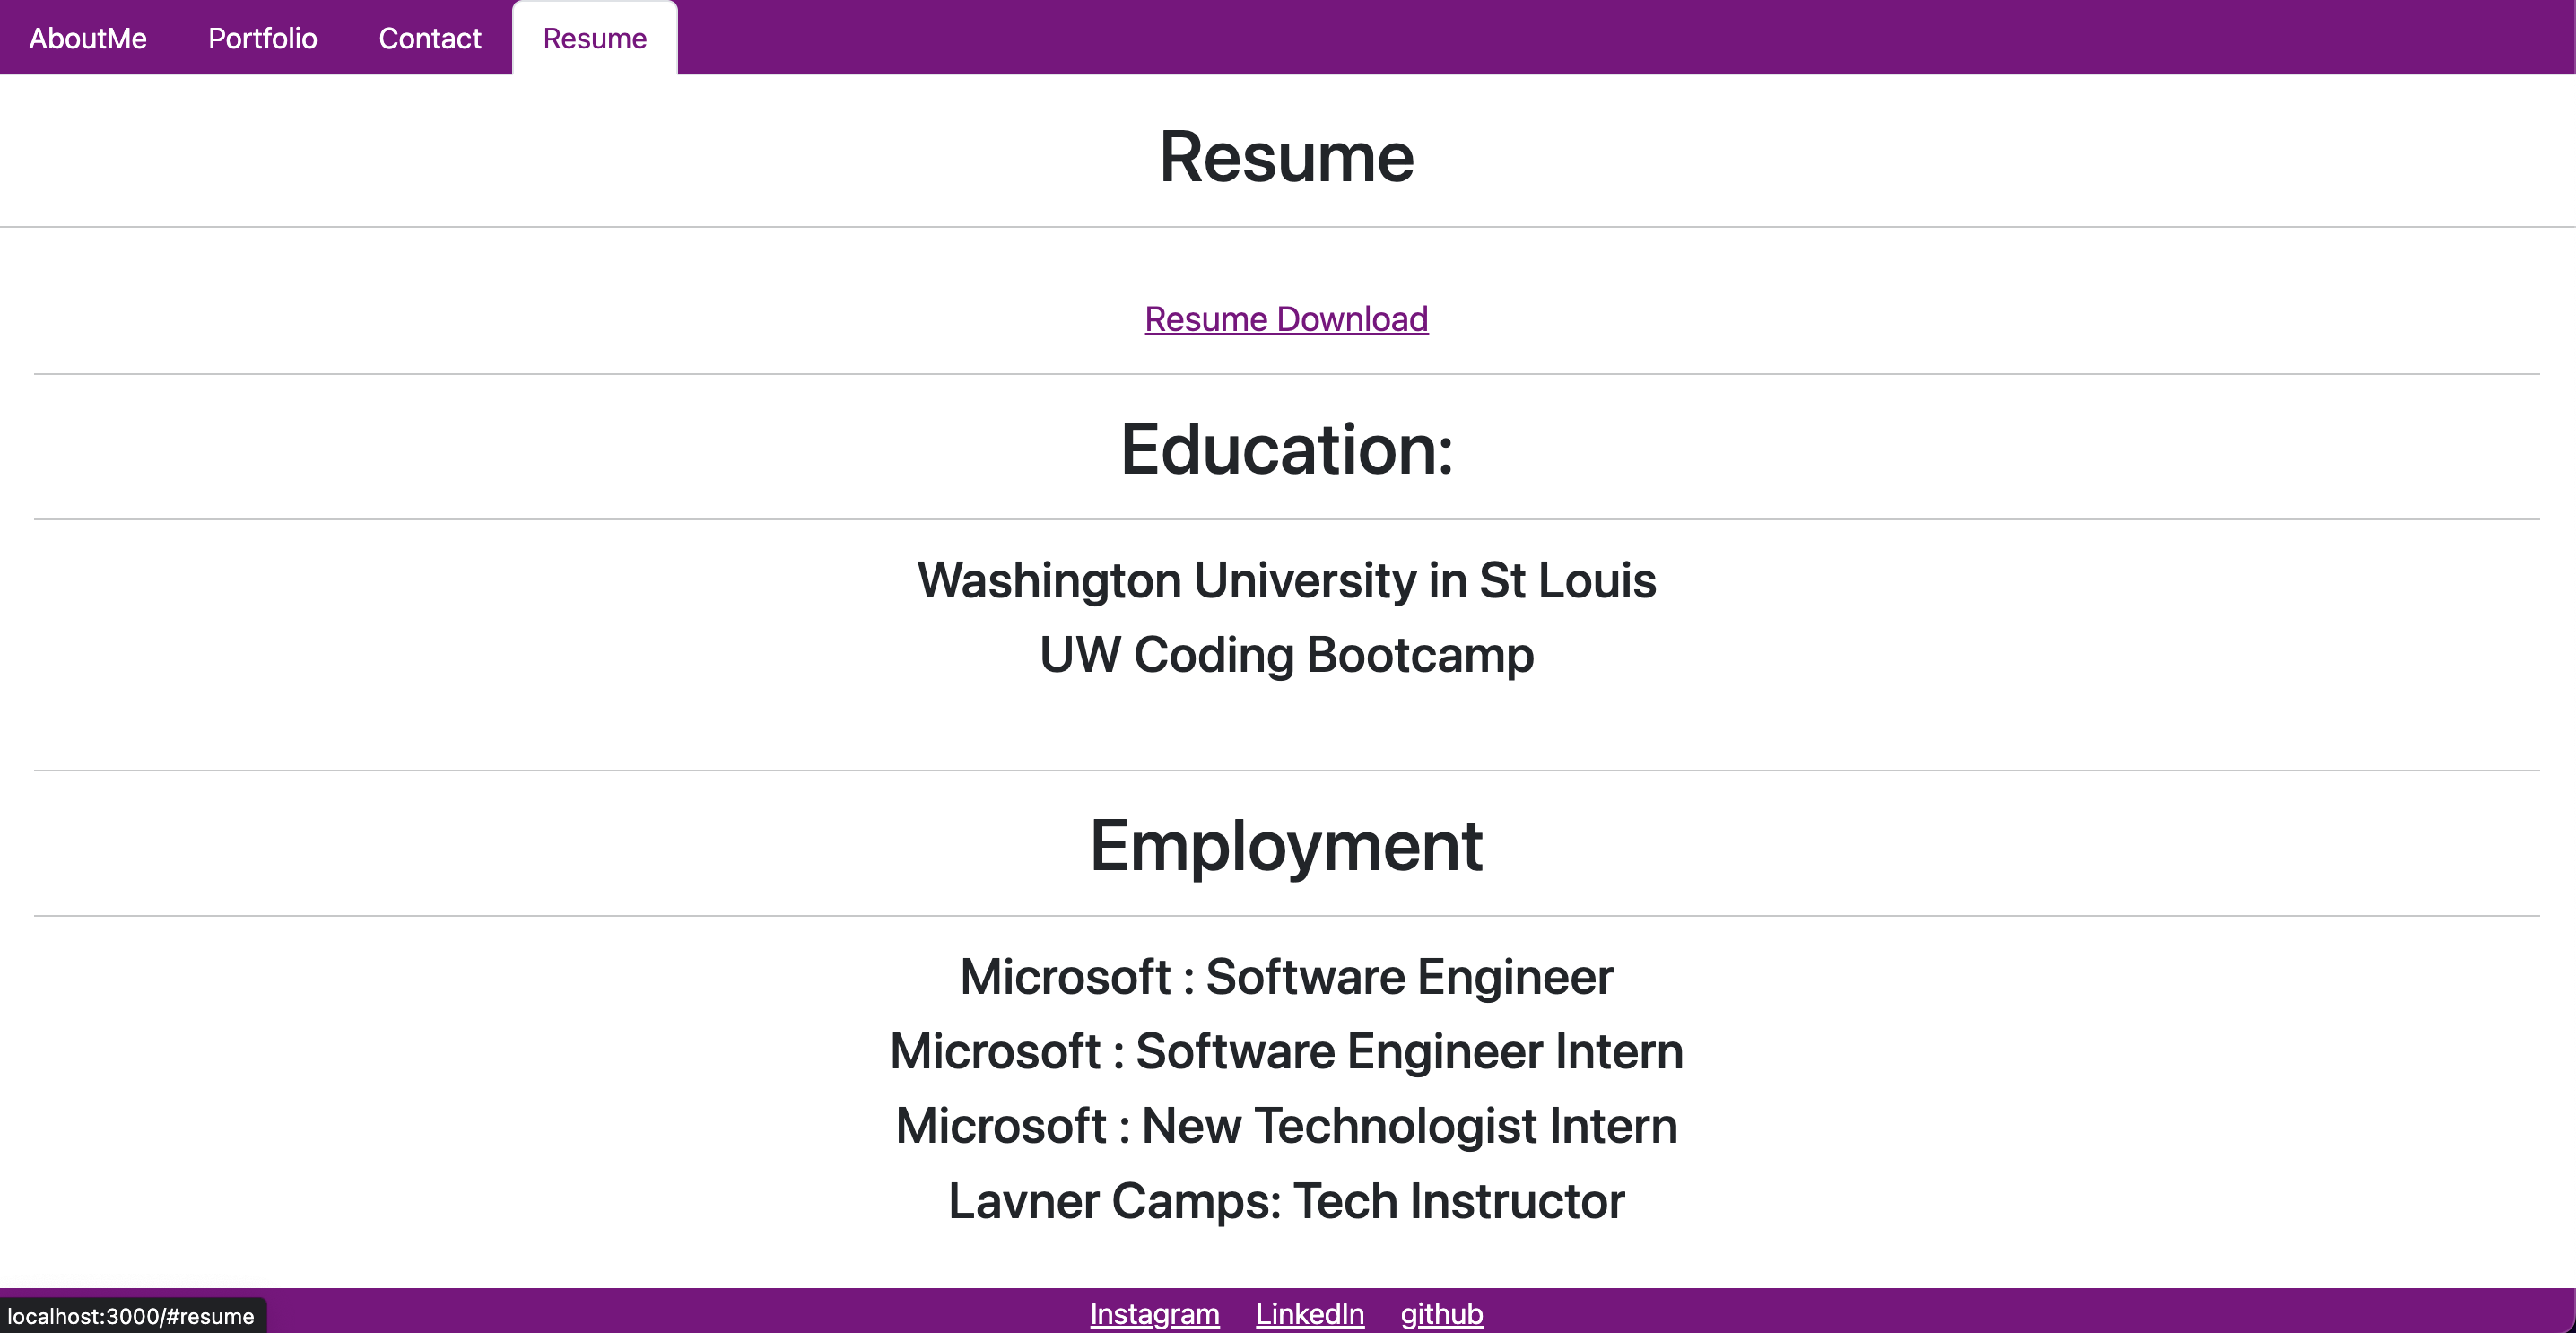 AboutMe Portfolio Contact Resume
Resume
Resume Download
Education:
Washington University in St Louis
UW Coding Bootcamp
Employment
Microsoft : Software Engineer
Microsoft : Software Engineer Intern
Microsoft : New Technologist Intern
Lavner Camps: Tech Instructor
Instagram LinkedIn github
localhost:3000/#resume